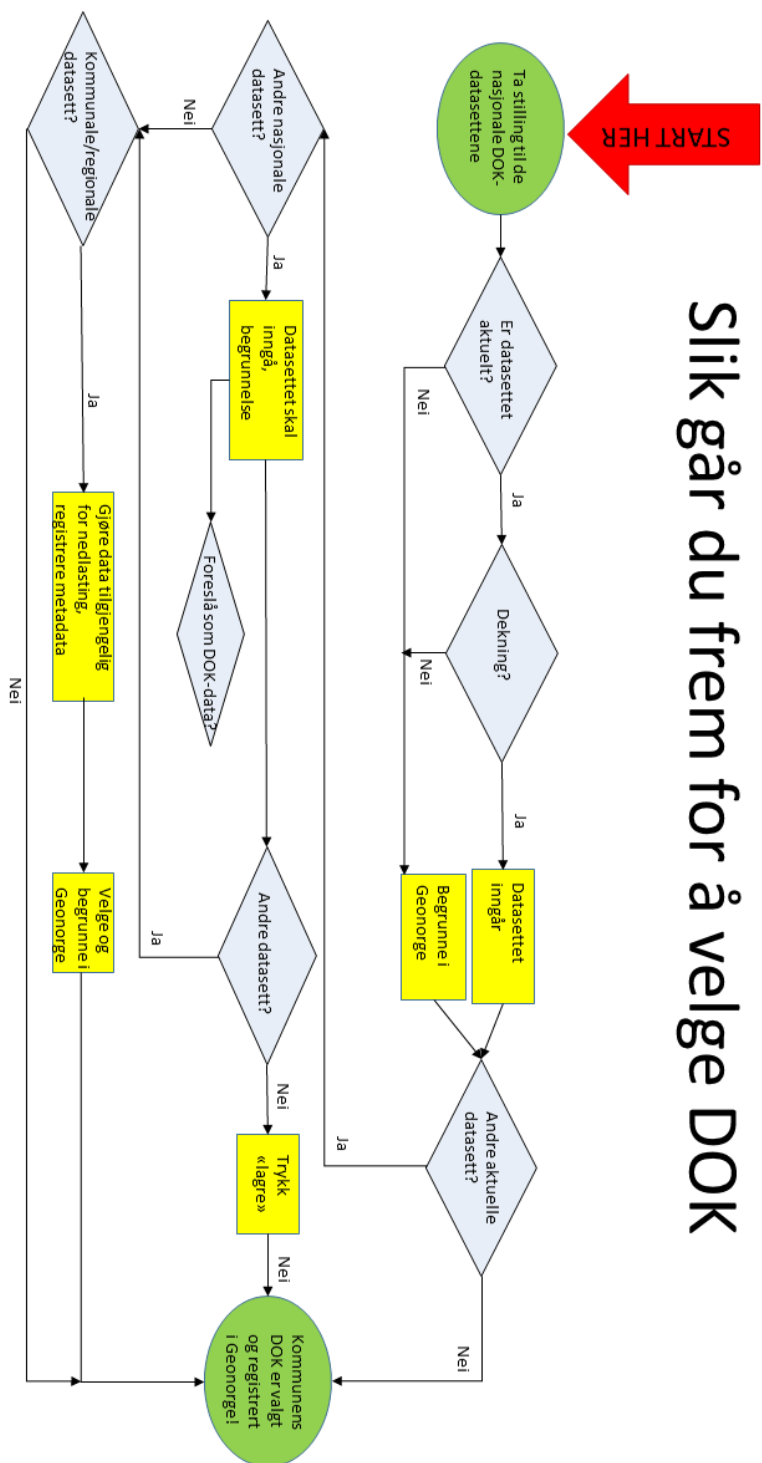 Slik går du frem for å velge DOK
START HER
Ta stilling til de
nasjonale DOK-
datasettene
Er datasettet
aktuelt?
Ja
Nei
Dekning?
Ja
Nei
Datasettet
inngår
Begrunne i
Geonorge
Andre aktuelle
datasett?
Nei
Ja
Andre nasjonale
datasett?
Ja
Nei
Datasettet skal
inngå,
begrunnelse
Foreslå som DOK-data?
Andre datasett?
Nei
Ja
Trykk
«lagre»
Nei
Kommunens
DOK er valgt
og registrert
i Geonorge!
Kommunale/regionale
datasett?
Ja
Nei
Gjøre data tilgjengelig
for nedlasting,
registrere metadata
Velge og
begrunne i
Geonorge